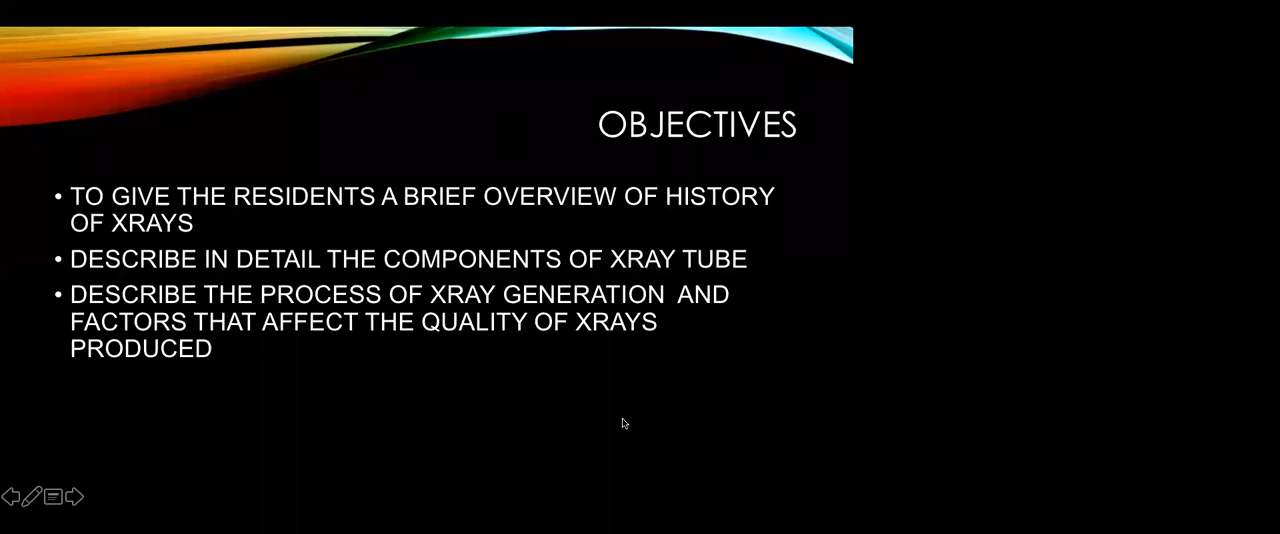 OBJECTIVES
• TO GIVE THE RESIDENTS A BRIEF OVERVIEW OF HISTORY
OF XRAYS
• DESCRIBE IN DETAIL THE COMPONENTS OF XRAY TUBE
• DESCRIBE THE PROCESS OF XRAY GENERATION  AND
FACTORS THAT AFFECT THE QUALITY OF XRAYS
PRODUCED